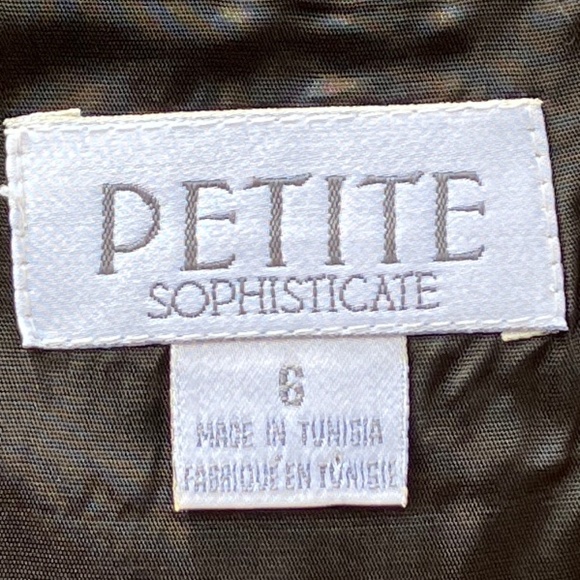 PETITE
SOPHISTICATE
6
MADE IN TUNISIA
FABRIQUÉ EN TUNISIE